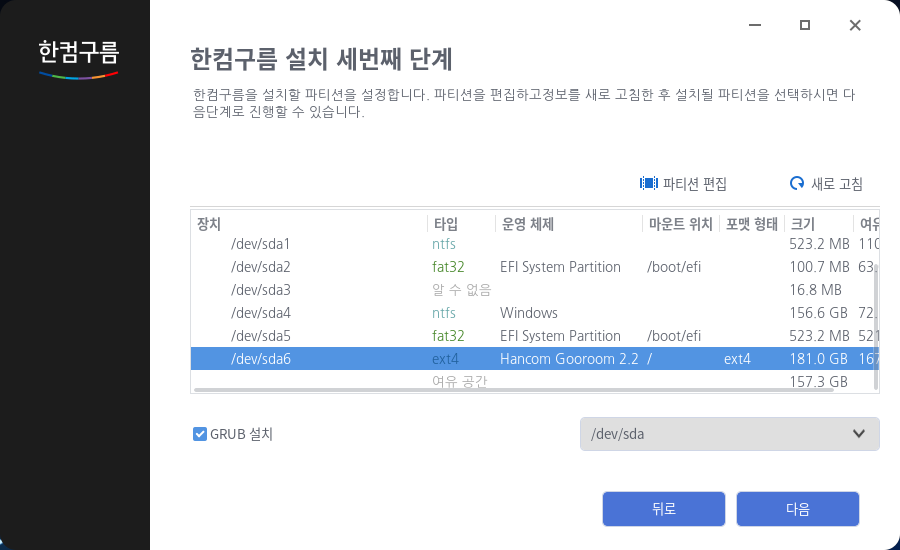 한컴구름
한컴구름 설치 세번째 단계
한컴구름을 설치할 파티션을 설정합니다. 파티션을 편집하고정보를 새로 고침한 후 설치될 파티션을 선택하시면 다
음단계로 진행할 수 있습니다.
파티션 편집 새로 고침
장치 타입 운영 체제 마운트 위치 포맷 형태 크기
/dev/sda1 ntfs 523.2 MB
/dev/sda2 fat32 EFI System Partition /boot/efi 100.7 MB
/dev/sda3 알 수 없음 16.8 MB
/dev/sda4 ntfs Windows 156.6 GB
/dev/sda5 fat32 EFI System Partition /boot/efi 523.2 MB
/dev/sda6 ext4 Hancom Gooroom 2.2 / ext4 181.0 GB
여유 공간 157.3 GB
GRUB 설치 /dev/sda
뒤로 다음